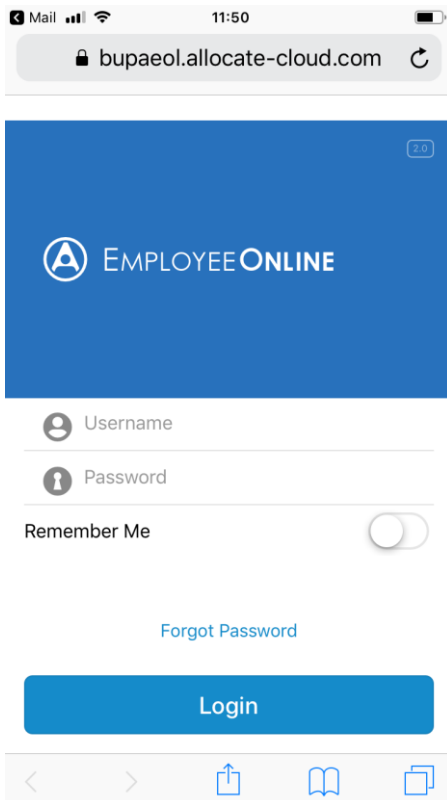 Mail 11:50
bupaeol.allocate-cloud.com
2.0
EMPLOYEEONLINE
Username
Password
Remember Me
Forgot Password
Login